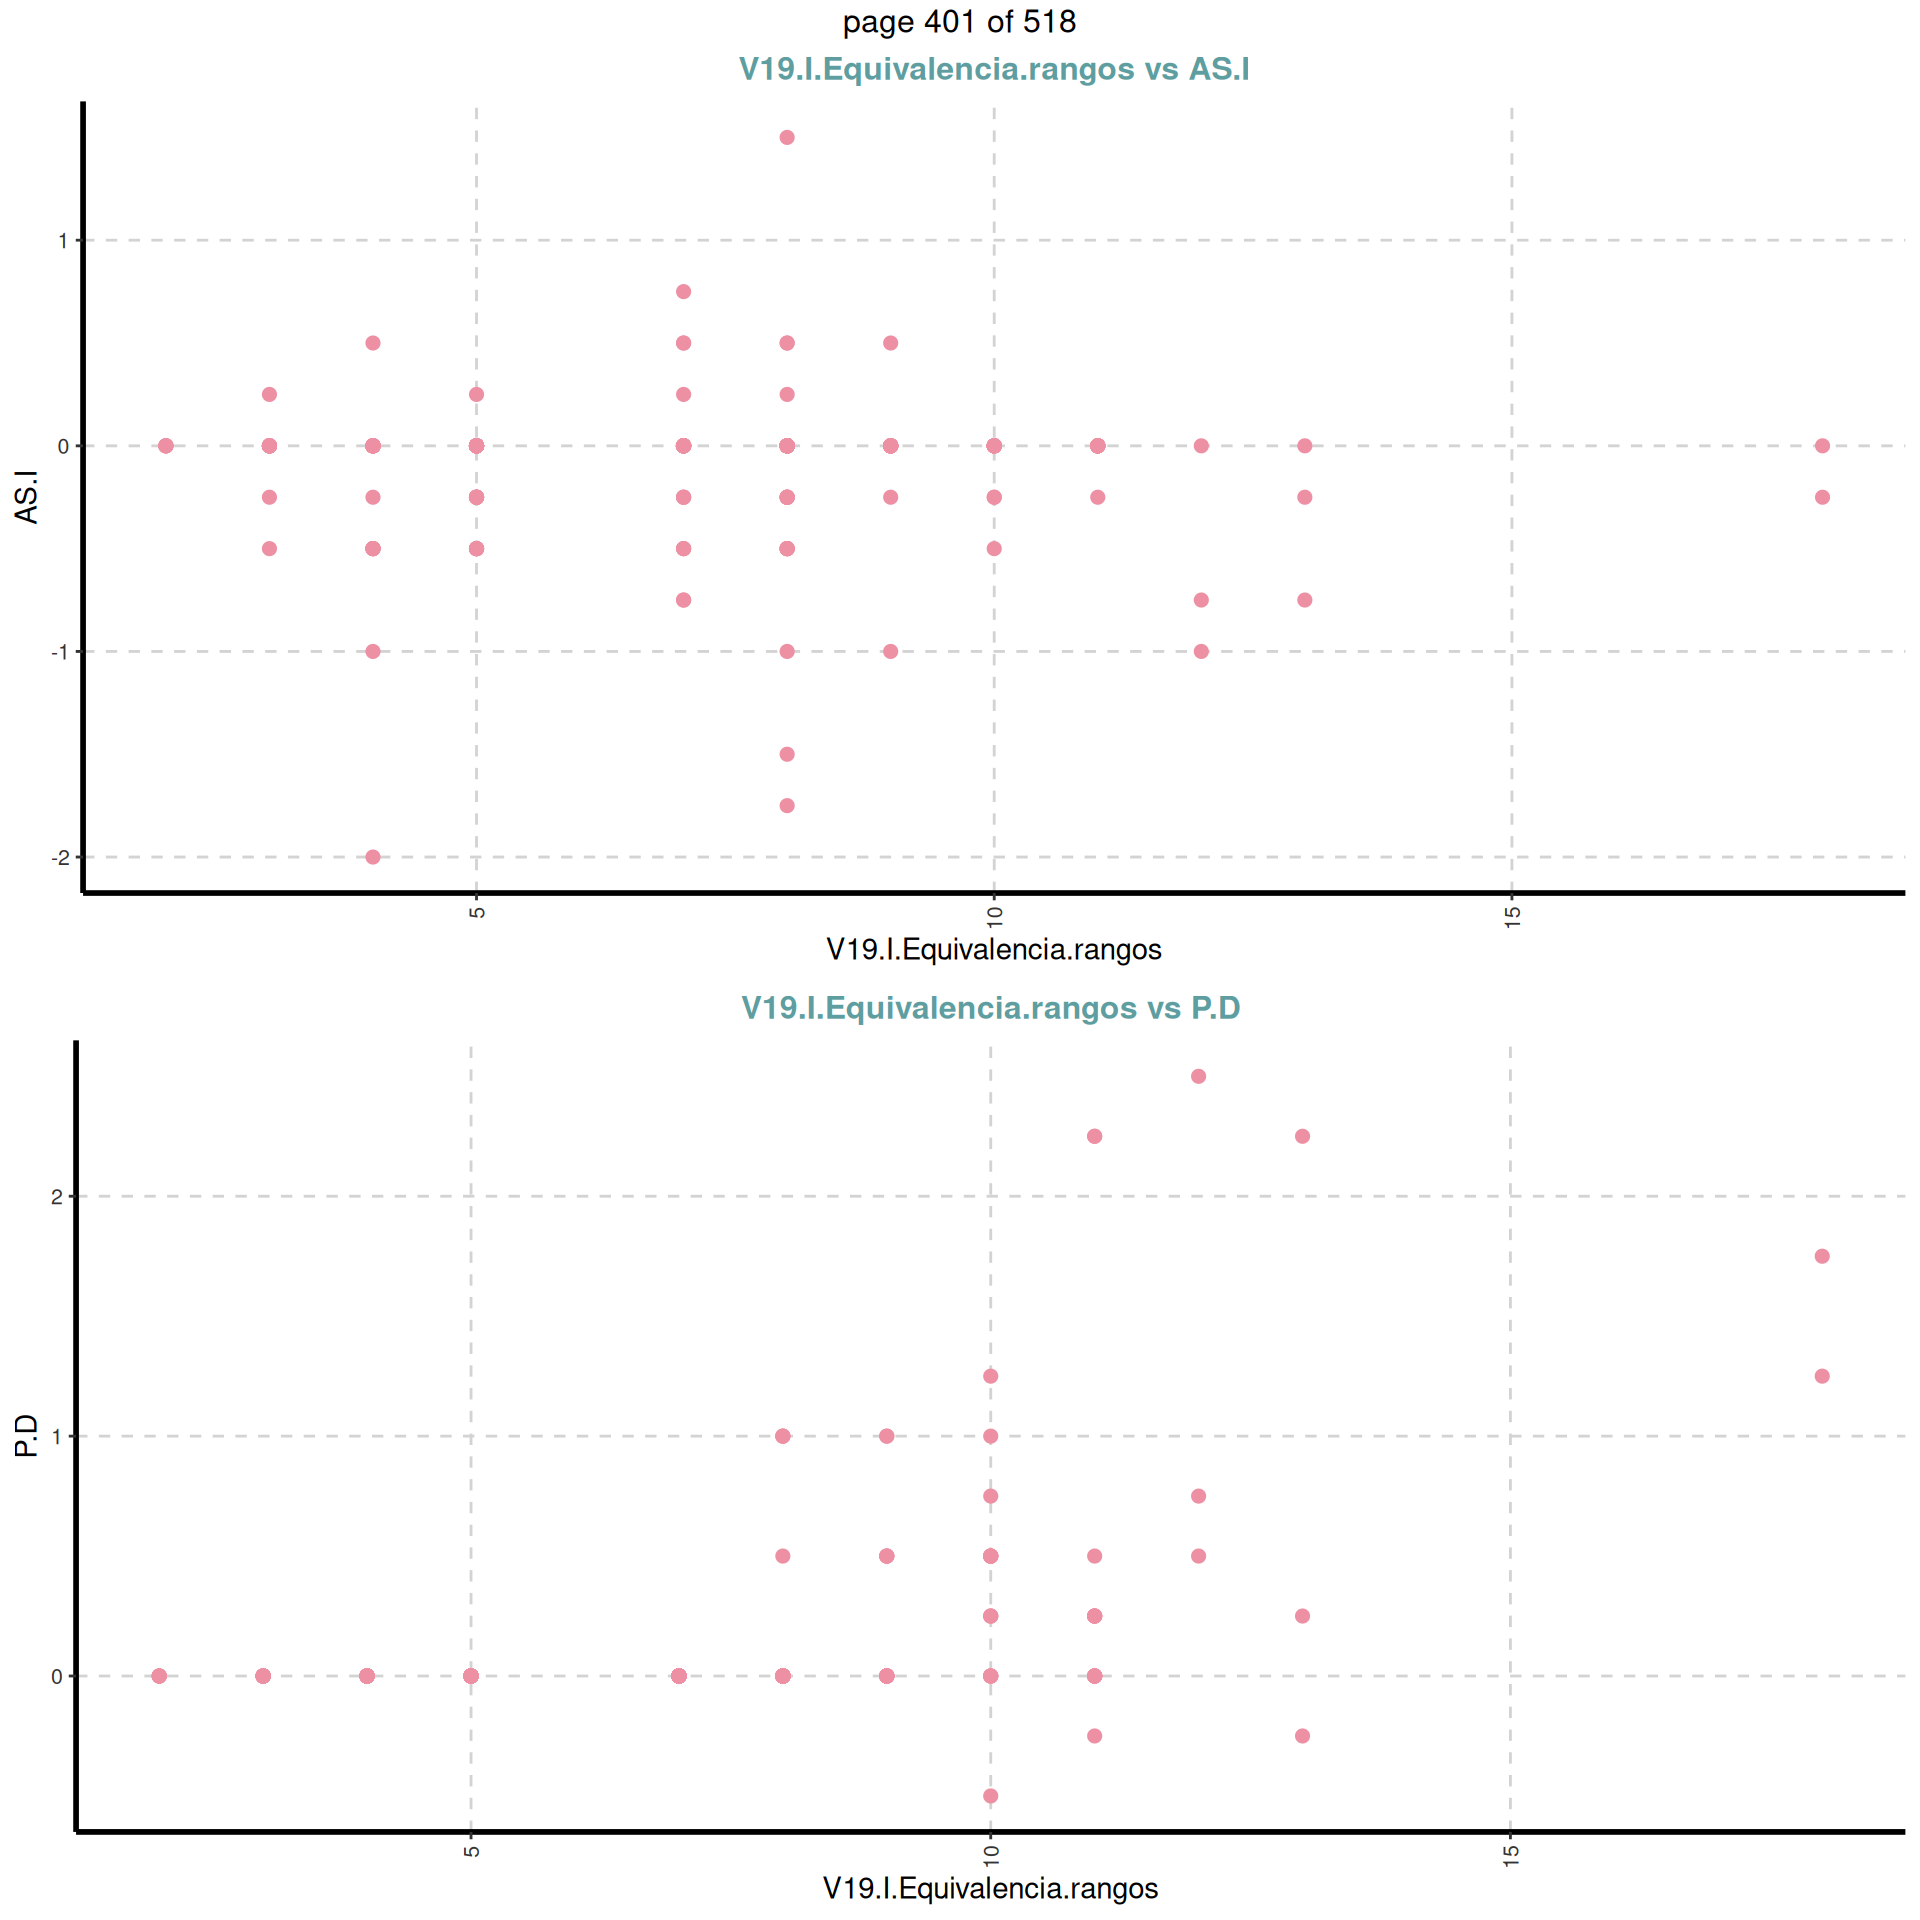 page 401 of 518
V19.I.Equivalencia.rangos vs AS.I
1
0
-1
-2
AS.I
5
10
15
V19.I.Equivalencia.rangos
V19.I.Equivalencia.rangos vs P.D
2
1
0
P.D
5
10
15
V19.I.Equivalencia.rangos